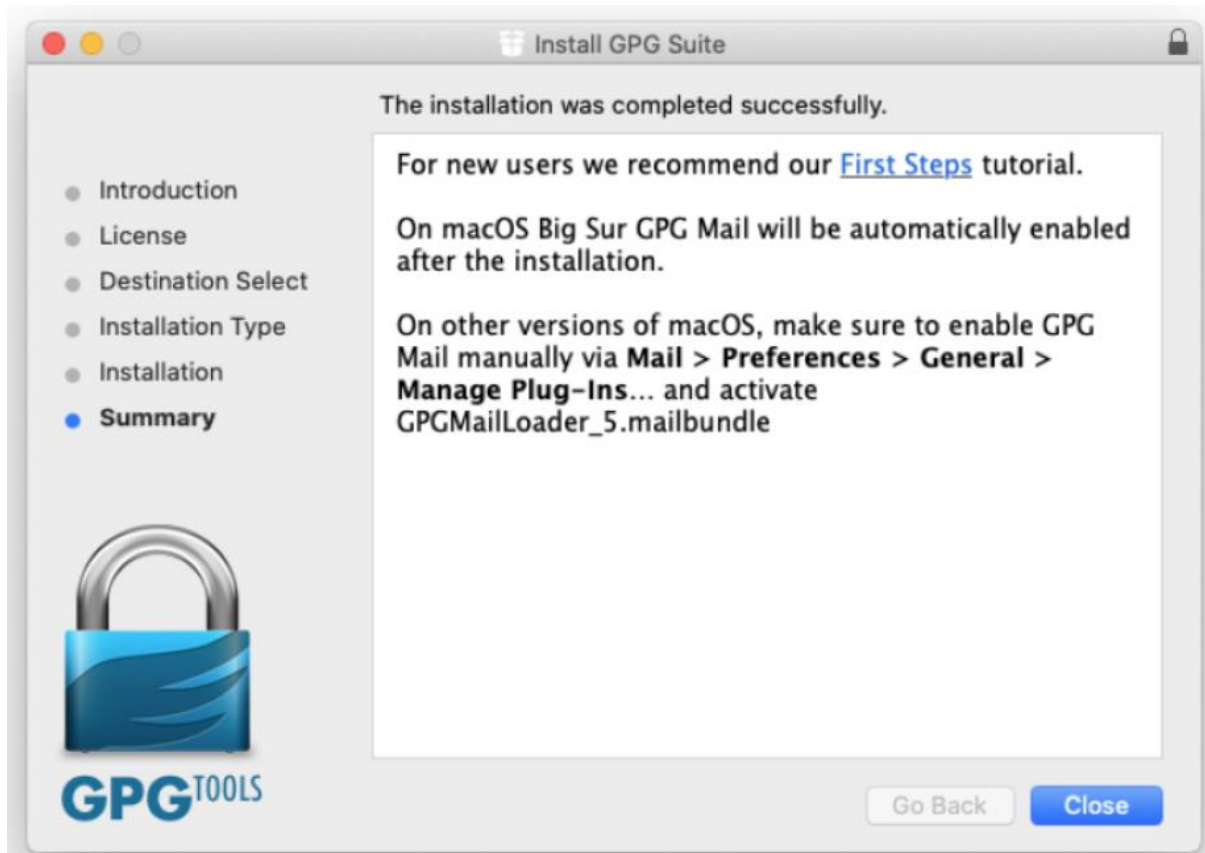 Install GPG Suite
The installation was completed successfully.
Introduction
License
Destination Select
Installation Type
Installation
Summary
For new users we recommend our First Steps tutorial.
On macOS Big Sur GPG Mail will be automatically enabled
after the installation.
On other versions of macOS, make sure to enable GPG
Mail manually via Mail > Preferences > General >
Manage Plug-Ins... and activate
GPGMailLoader_5.mailbundle
GPGTOOLS
Go Back
Close